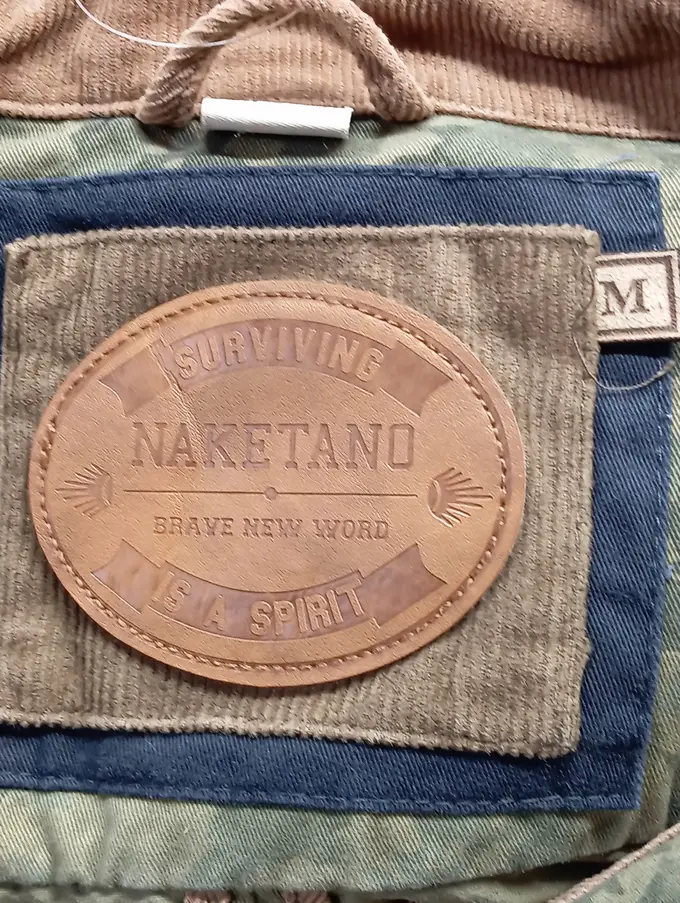 SURVIVING
NAKETANO
BRAVE NEW WORD
IS A SPIRIT
M